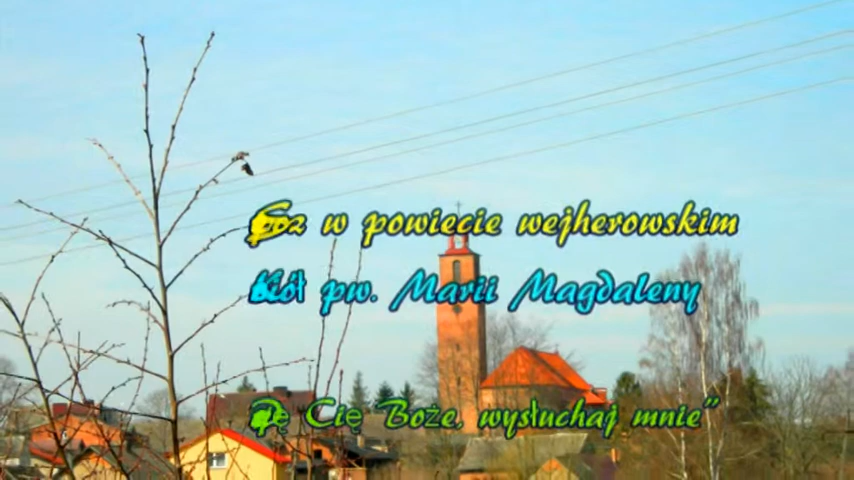 w powiecie wejherowskim
pw. Marii Magdaleny
Cię Boże, wysłuchaj mnie”